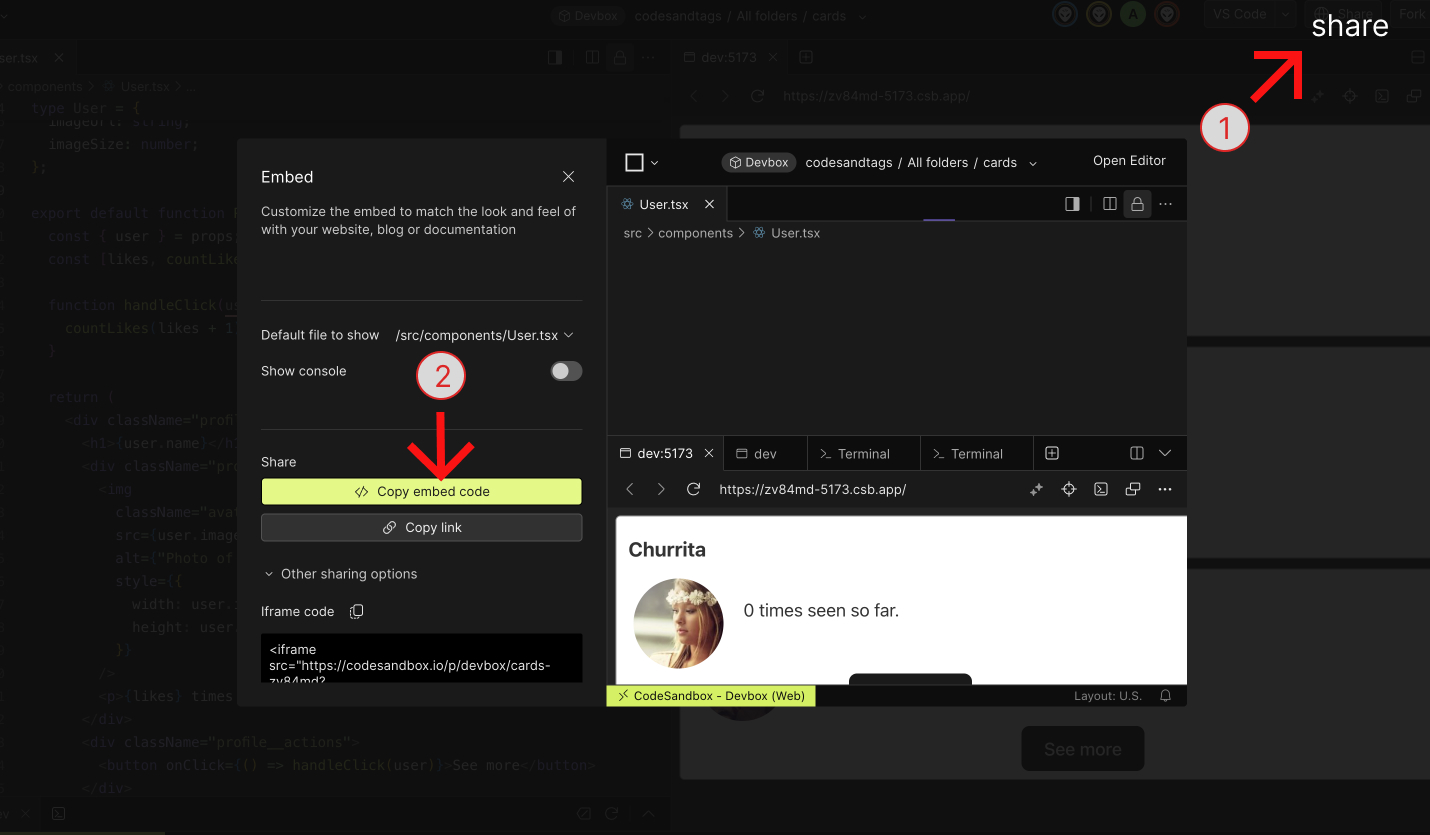 Devbox codesandtags / All folders / cards
A
VS Code
Share
Fork
share
ser.tsx
dev:5173
components > User.tsx > ...
https://zv84md-5173.csb.app/
type User = {
imageUrl: string;
imageSize: number;
};
1
export default function
const { user } = props
const [likes, countLike
function handleClick(us
countLikes(likes + 1
}
return (
<div className="profil
<h1>{user.name}</h1
<div className="pro
<img
className="avat
src={user.image
alt={"Photo of
style={{
width: user.i
height: user.
}}
/>
<p>{likes} times
</div>
<div className="profile__actions">
<button onClick={() => handleClick(user)}>See more</button>
</div>
Embed
Customize the embed to match the look and feel of
with your website, blog or documentation
Default file to show /src/components/User.tsx
Show console
2
Share
Copy embed code
Copy link
Other sharing options
Iframe code
<iframe
src="https://codesandbox.io/p/devbox/cards-
zv84md?
Devbox codesandtags / All folders / cards
Open Editor
User.tsx
src > components > User.tsx
dev:5173
dev
Terminal
Terminal
https://zv84md-5173.csb.app/
Churrita
0 times seen so far.
CodeSandbox - Devbox (Web)
Layout: U.S.
See more